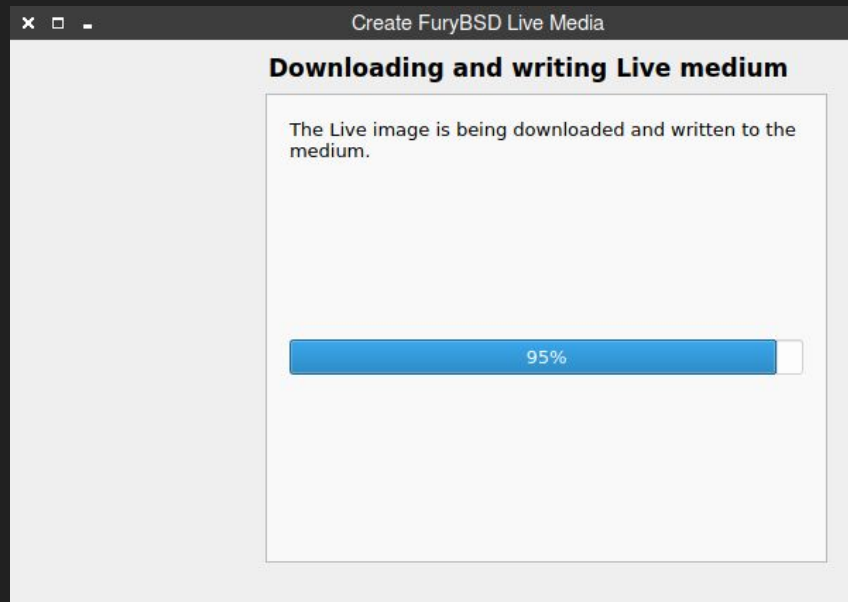 Create FuryBSD Live Media
Downloading and writing Live medium
The Live image is being downloaded and written to the
medium.
95%